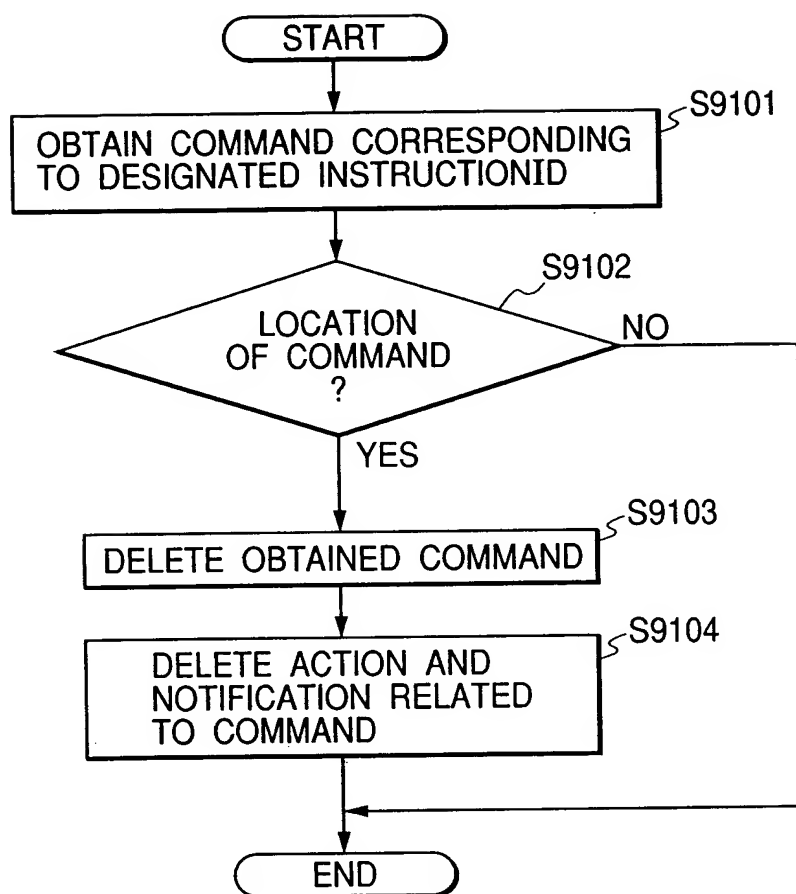 START
S9101
OBTAIN COMMAND CORRESPONDING
TO DESIGNATED INSTRUCTIONID
S9102
LOCATION
OF COMMAND
?
NO
YES
S9103
DELETE OBTAINED COMMAND
S9104
DELETE ACTION AND
NOTIFICATION RELATED
TO COMMAND
END